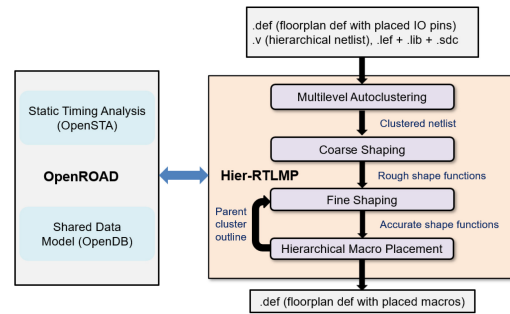 .def (floorplan def with placed IO pins)
.v (hierarchical netlist), .lef + .lib + .sdc
Static Timing Analysis
(OpenSTA)
OpenROAD
Shared Data
Model (OpenDB)
Hier-RTLMP
Multilevel Autoclustering
Clustered netlist
Coarse Shaping
Rough shape functions
Fine Shaping
Parent
cluster
outline
Accurate shape functions
Hierarchical Macro Placement
.def (floorplan def with placed macros)